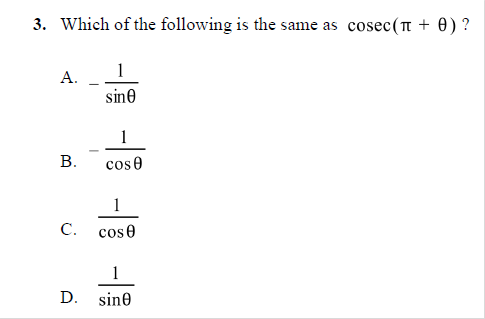 3. Which of the following is the same as cosec(π + θ) ?
A. − 1/sinθ
B. − 1/cosθ
C. 1/cosθ
D. 1/sinθ